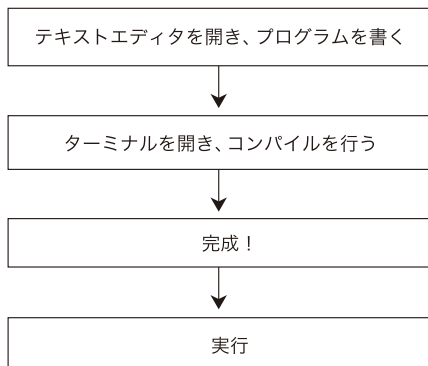 テキストエディタを開き、プログラムを書く
ターミナルを開き、コンパイルを行う
完成！
実行